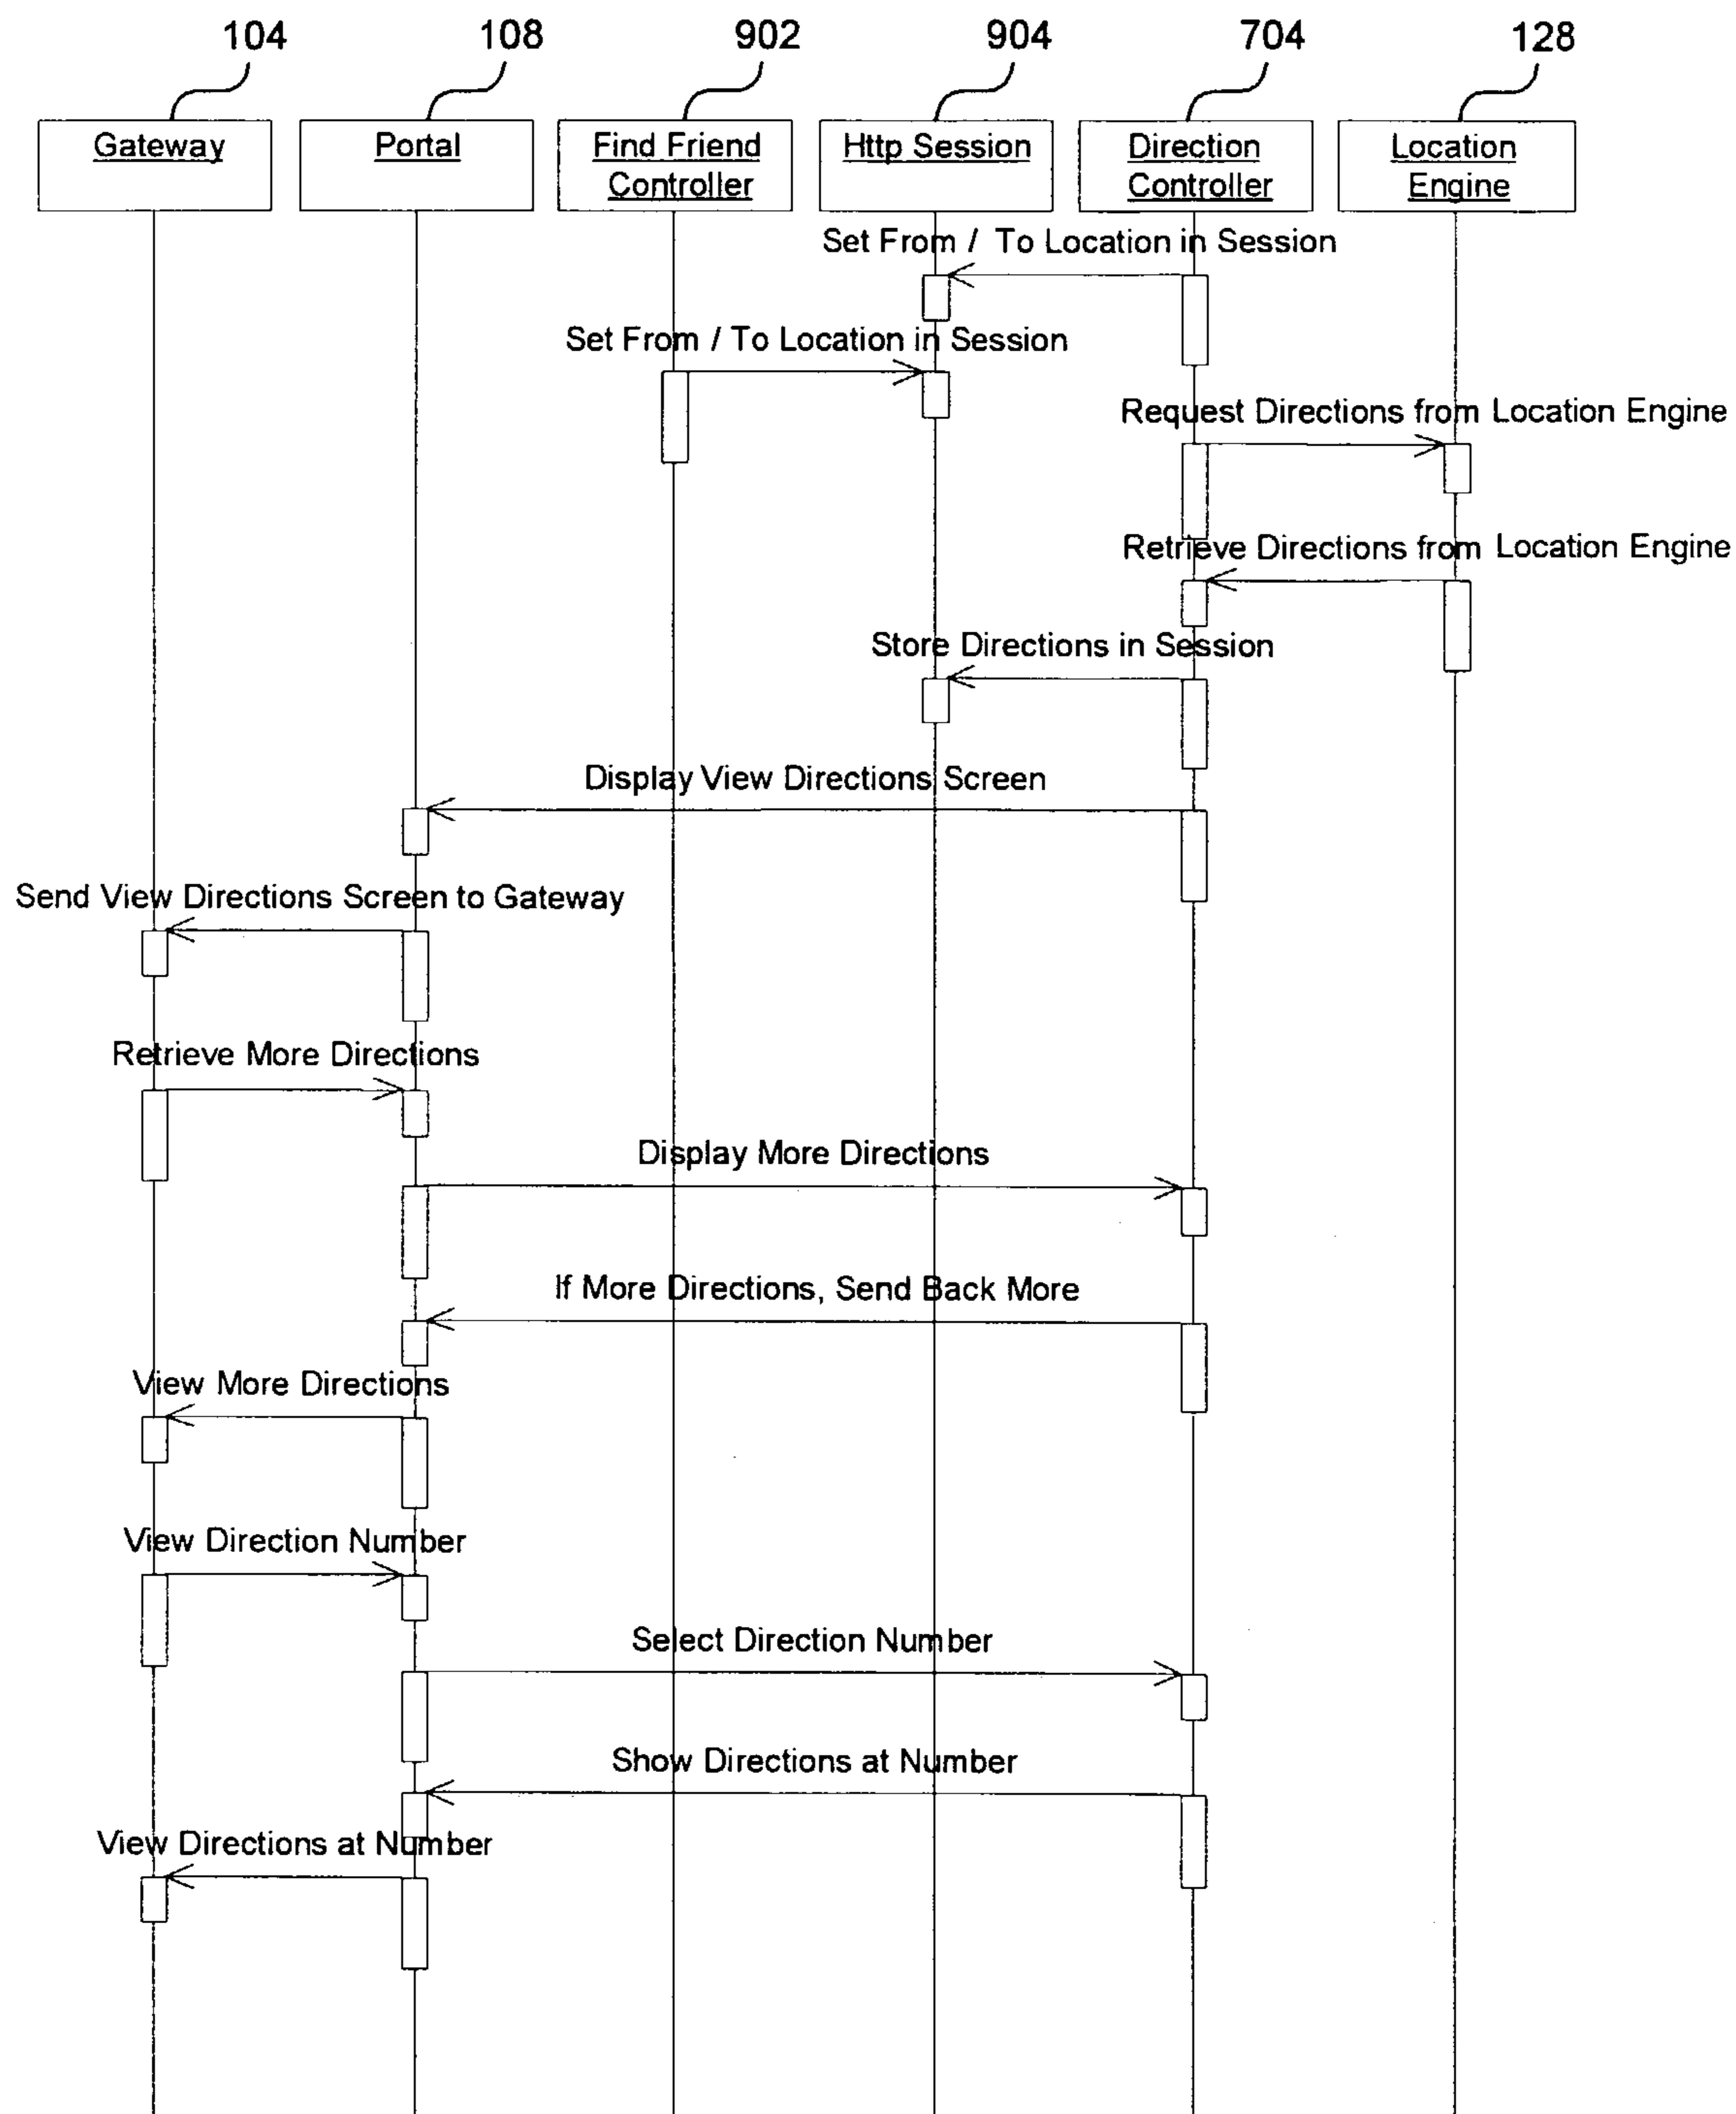 104
108
902
904
704
128
Gateway
Portal
Find Friend
Controller
Http Session
Direction
Controller
Location
Engine
Set From / To Location in Session
Set From / To Location in Session
Request Directions from Location Engine
Retrieve Directions from Location Engine
Store Directions in Session
Display View Directions Screen
Send View Directions Screen to Gateway
Retrieve More Directions
Display More Directions
If More Directions, Send Back More
View More Directions
View Direction Number
Select Direction Number
Show Directions at Number
View Directions at Number